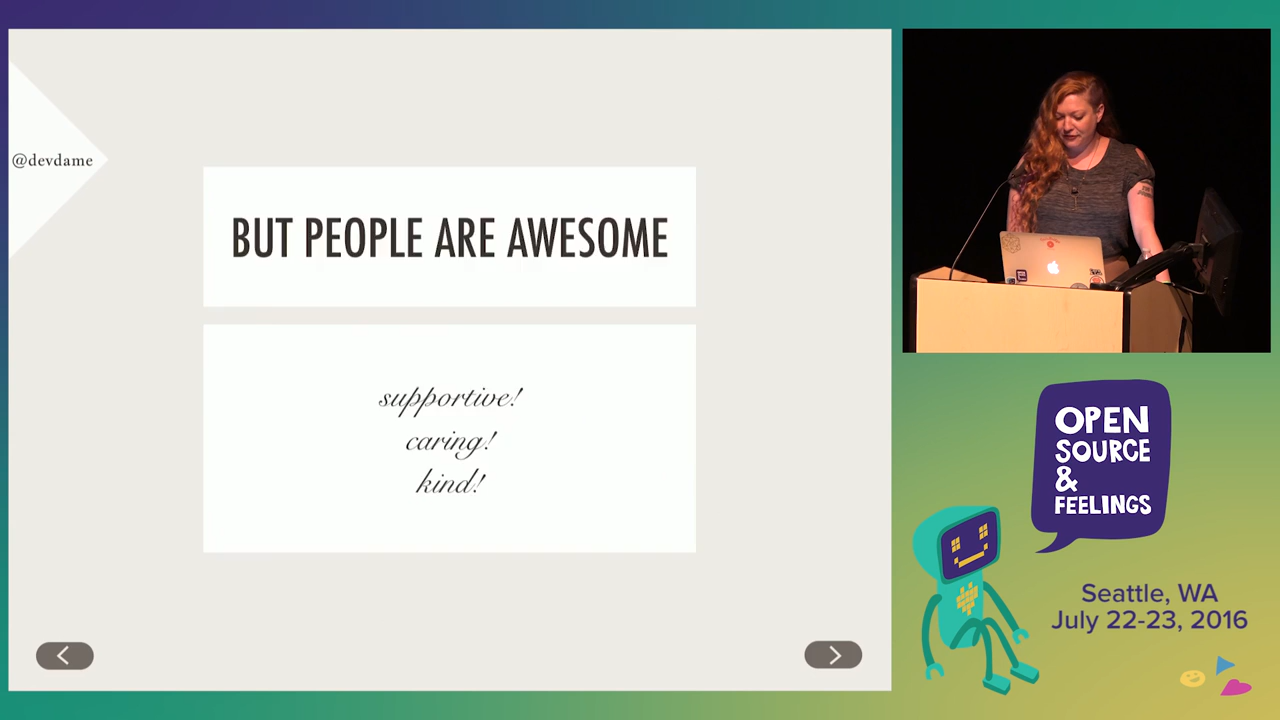 @devdame
BUT PEOPLE ARE AWESOME
supportive!
caring!
kind!
OPEN
SOURCE
&
FEELINGS
Seattle, WA
July 22-23, 2016